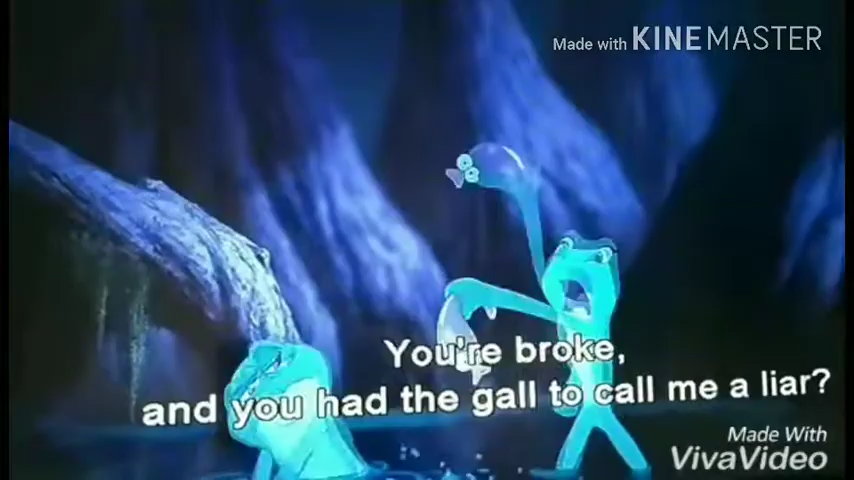 Made with KINEMASTER
You're broke,
and you had the gall to call me a liar?
Made With
VivaVideo